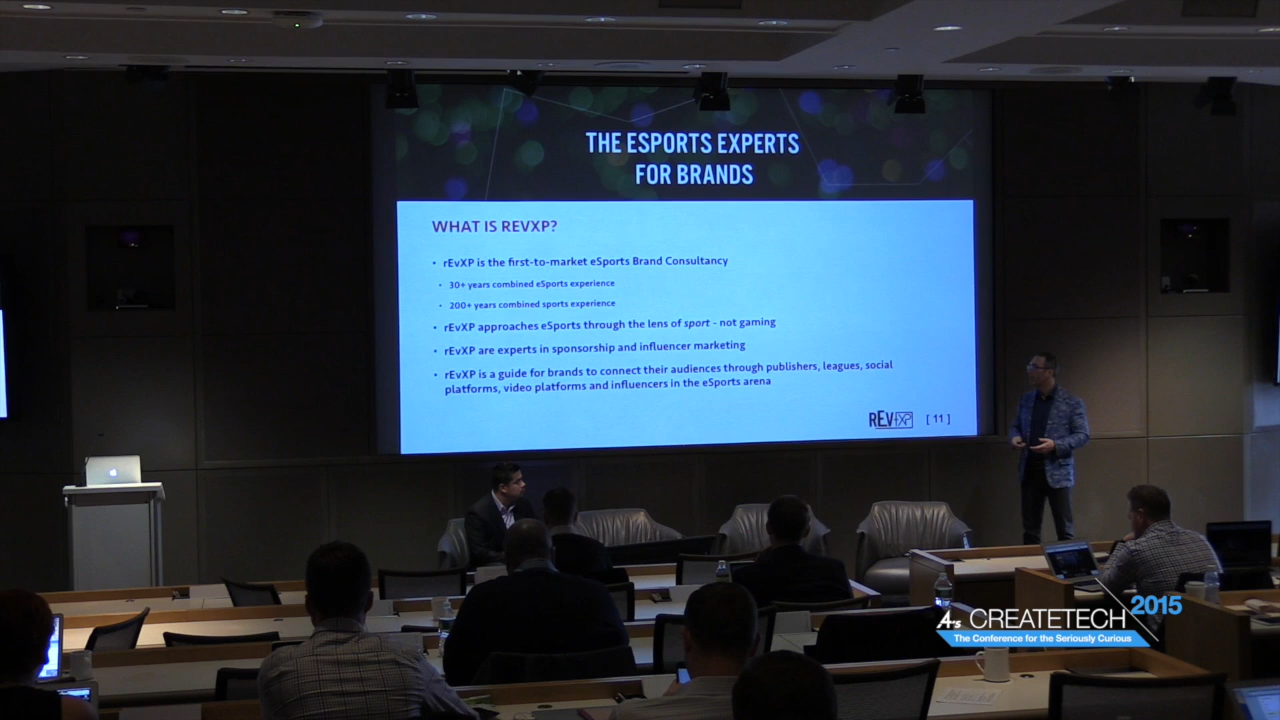 THE ESPORTS EXPERTS
FOR BRANDS
WHAT IS REVXP?
• rEvXP is the first-to-market eSports Brand Consultancy
• 30+ years combined eSports experience
• 200+ years combined sports experience
• rEvXP approaches eSports through the lens of sport - not gaming
• rEvXP are experts in sponsorship and influencer marketing
• rEvXP is a guide for brands to connect their audiences through publishers, leagues, social
platforms, video platforms and influencers in the eSports arena
rEvXP [ 11 ]
4A's CREATETECH 2015
The Conference for the Seriously Curious